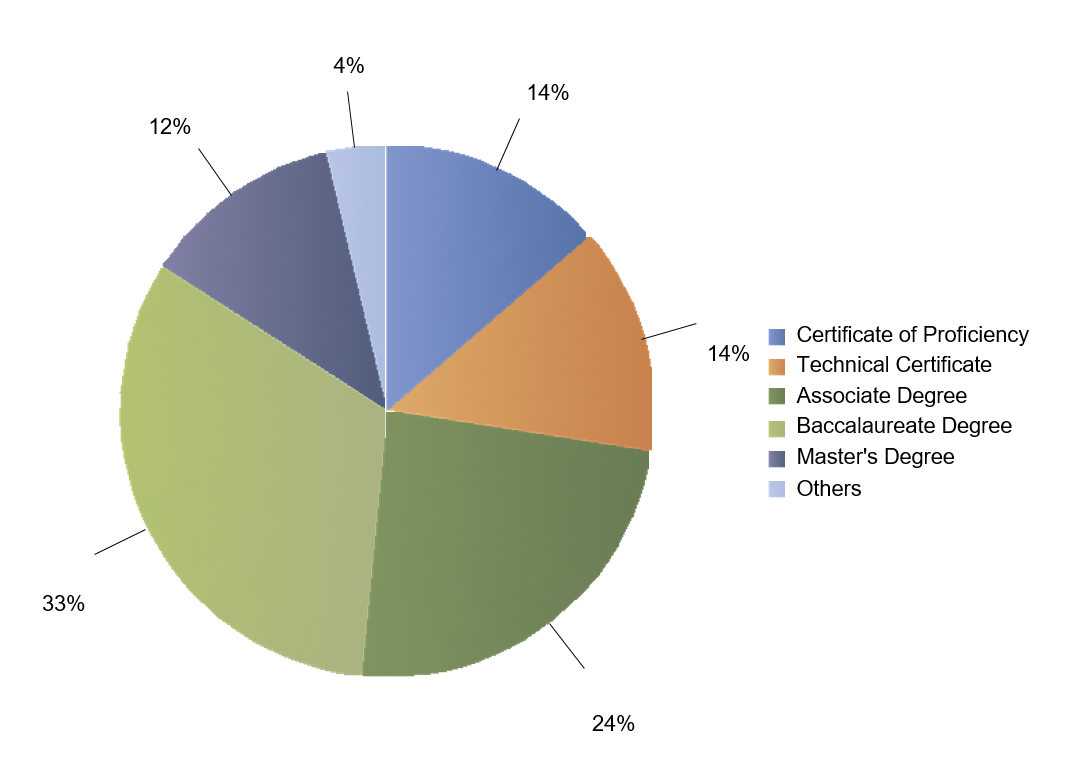 4%
14%
12%
14%
33%
24%
Certificate of Proficiency
Technical Certificate
Associate Degree
Baccalaureate Degree
Master's Degree
Others